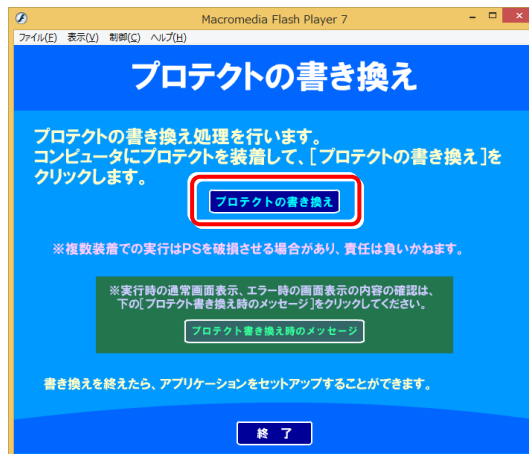 Macromedia Flash Player 7
ファイル(F) 表示(V) 制御(C) ヘルプ(H)
プロテクトの書き換え
プロテクトの書き換え処理を行います。
コンピュータにプロテクトを装着して、[プロテクトの書き換え]を
クリックします。
プロテクトの書き換え
※複数装着での実行はPSを破損させる場合があり、責任は負いかねます。
※実行時の通常画面表示、エラー時の画面表示の内容の確認は、
下の[プロテクト書き換え時のメッセージ]をクリックしてください。
プロテクト書き換え時のメッセージ
書き換えを終えたら、アプリケーションをセットアップすることができます。
終 了